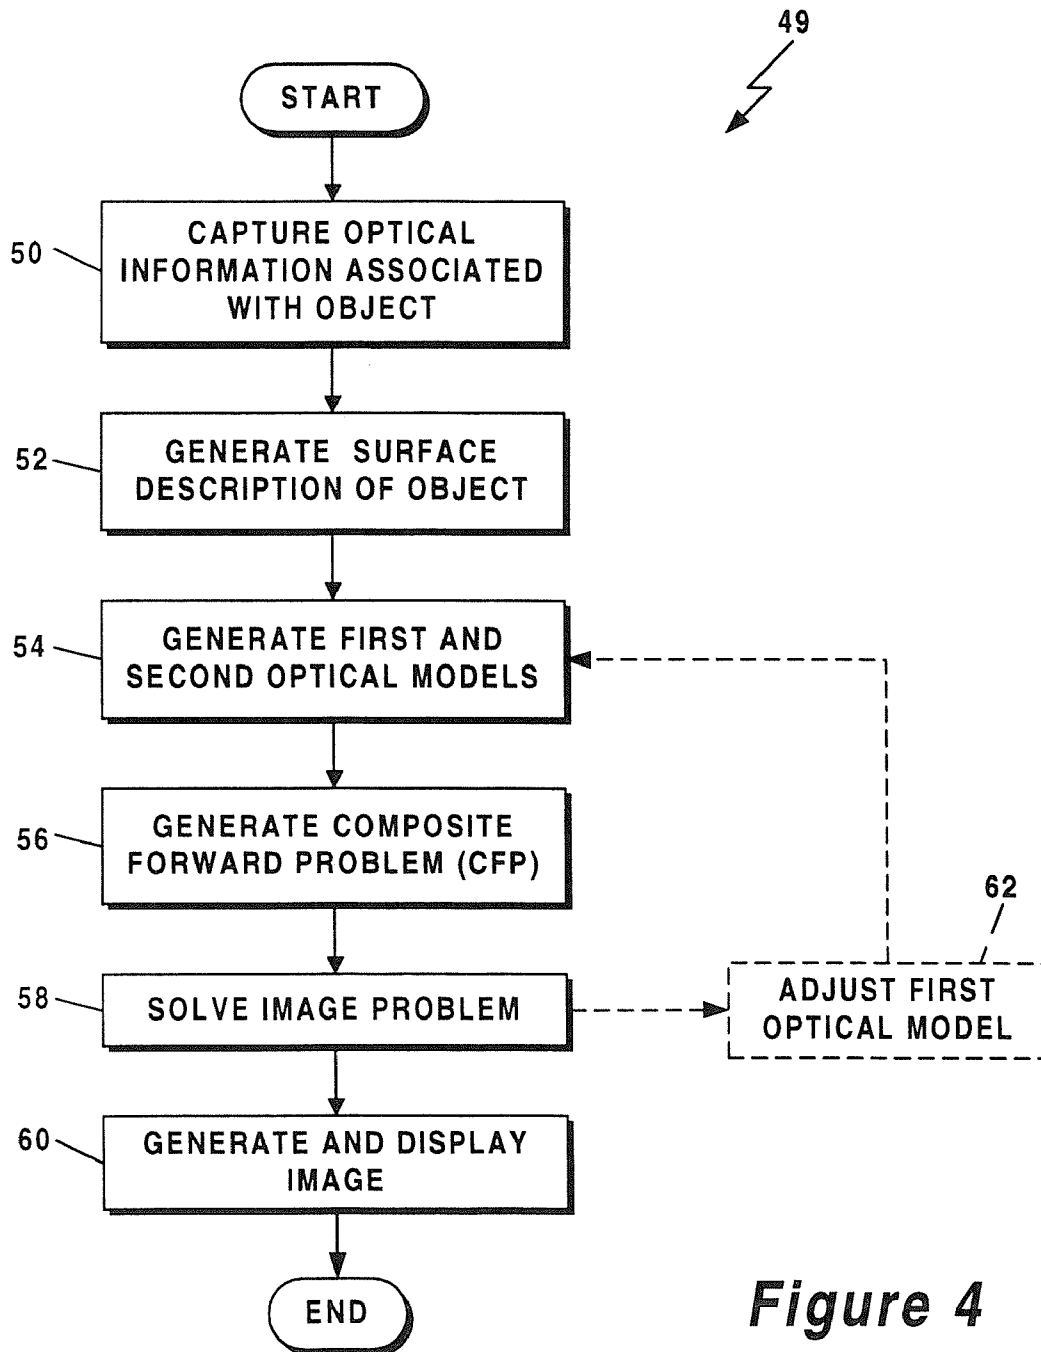 49
START
50
CAPTURE OPTICAL
INFORMATION ASSOCIATED
WITH OBJECT
52
GENERATE SURFACE
DESCRIPTION OF OBJECT
54
GENERATE FIRST AND
SECOND OPTICAL MODELS
56
GENERATE COMPOSITE
FORWARD PROBLEM (CFP)
62
58
SOLVE IMAGE PROBLEM
ADJUST FIRST
OPTICAL MODEL
60
GENERATE AND DISPLAY
IMAGE
END
Figure 4